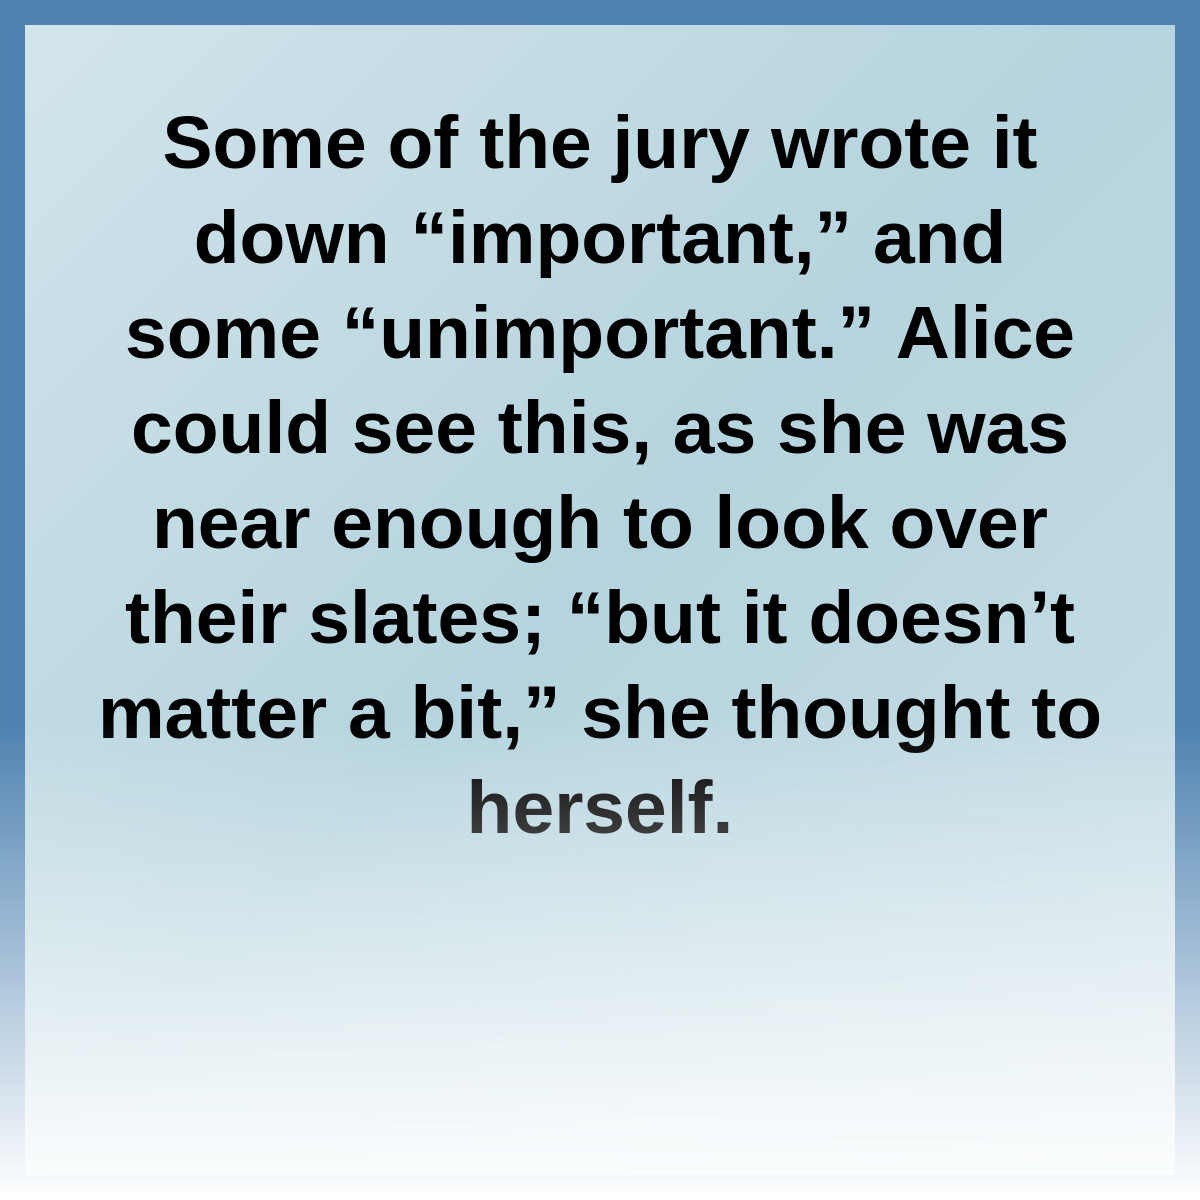 Some of the jury wrote it
down “important,” and
some “unimportant.” Alice
could see this, as she was
near enough to look over
their slates; “but it doesn’t
matter a bit,” she thought to
herself.